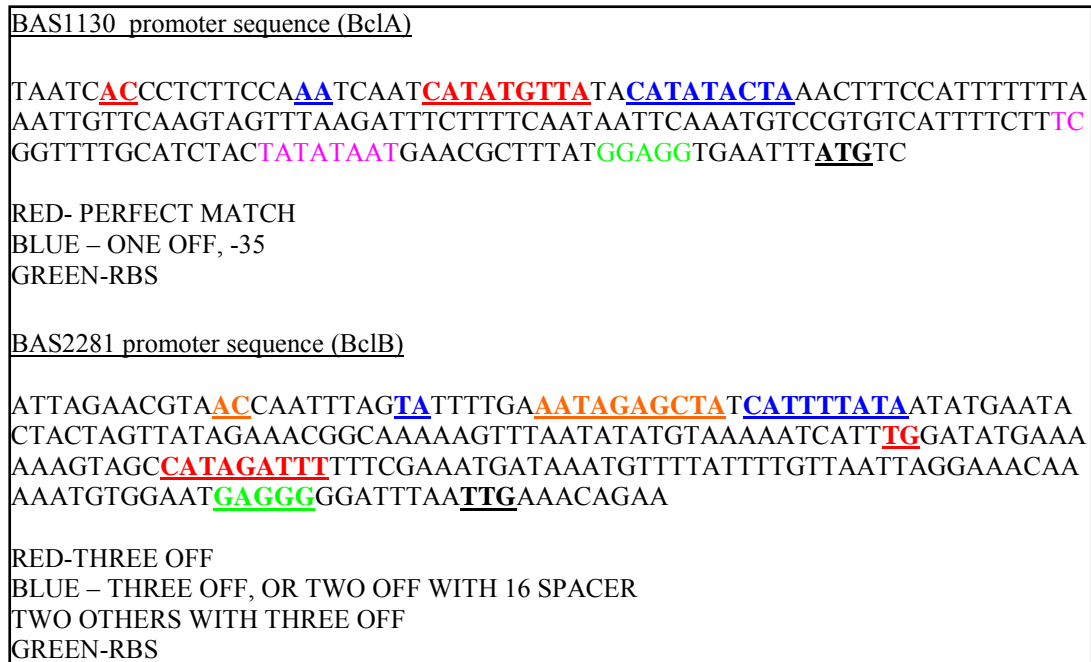 BAS1130 promoter sequence (BclA)
TAATCACCCTCTTCCAAATCAATCATATGTTATACATATACTAAACTTTCCATTTTTTTA
AATTGTTCAAGTAGTTTAAGATTTCTTTTCAATAATTCAAATGTCCGTGTCATTTTCTTTC
GGTTTTGCATCTACTATATAATGAACGCTTTATGGAGGTGAATTTATGTC
RED- PERFECT MATCH
BLUE – ONE OFF, -35
GREEN-RBS
BAS2281 promoter sequence (BclB)
ATTAGAACGTAACCAATTTAGTATTTTGAAATAGAGCTATCATTTTATAATATGAATA
CTACTAGTTATAGAAACGGCAAAAAGTTTAATATATGTAAAAATCATTTGGATATGAAA
AAAGTAGCCATAGATTTTTTCGAAATGATAAATGTTTTATTTTGTTAATTAGGAAACAA
AAATGTGGAATGAGGGGGATTTAATTGAAACAGAA
RED-THREE OFF
BLUE – THREE OFF, OR TWO OFF WITH 16 SPACER
TWO OTHERS WITH THREE OFF
GREEN-RBS